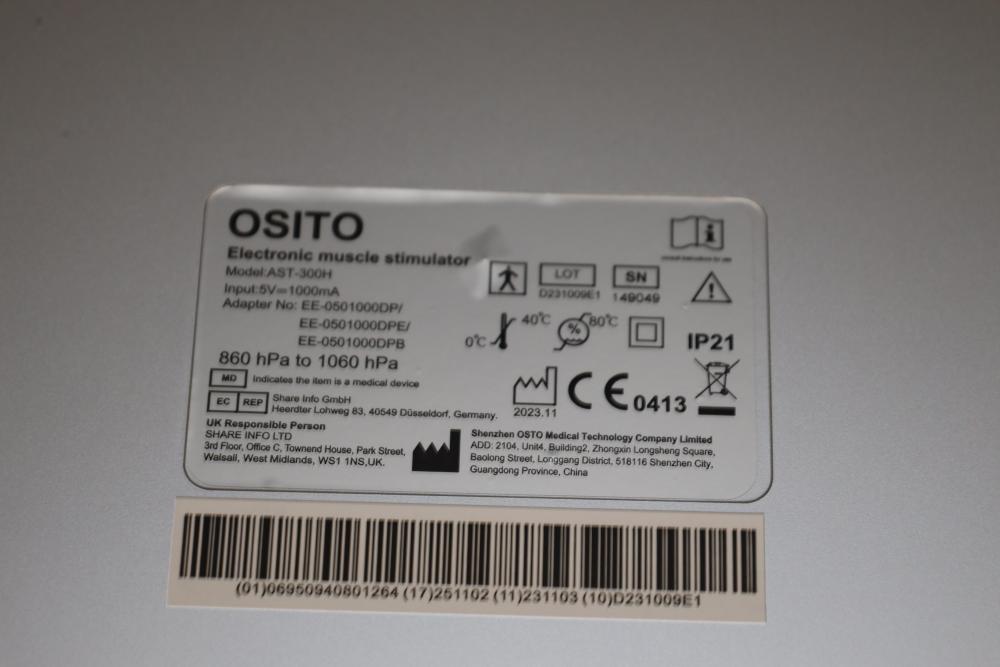 OSITO
Electronic muscle stimulator
Model:AST-300H
Input:5V⎓1000mA
Adapter No: EE-0501000DP/
EE-0501000DPE/
EE-0501000DPB
860 hPa to 1060 hPa
MD Indicates the item is a medical device
EC REP Share Info GmbH
Heerdter Lohweg 83, 40549 Düsseldorf, Germany.
UK Responsible Person
SHARE INFO LTD
3rd Floor, Office C, Townend House, Park Street,
Walsall, West Midlands, WS1 1NS,UK.
consult instructions for use
LOT
D231009E1
SN
149049
0℃ 40℃
% 80℃
IP21
2023.11
CE 0413
Shenzhen OSTO Medical Technology Company Limited
ADD: 2104, Unit4, Building2, Zhongxin Longsheng Square,
Baolong Street, Longgang District, 518116 Shenzhen City,
Guangdong Province, China
(01)06950940801264 (17)251102 (11)231103 (10)D231009E1